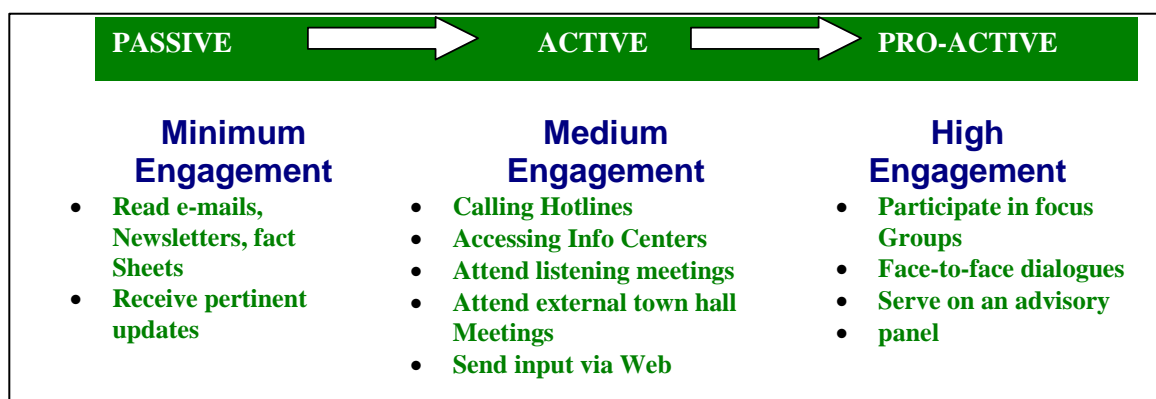 PASSIVE ACTIVE PRO-ACTIVE
Minimum
Engagement
• Read e-mails,
Newsletters, fact
Sheets
• Receive pertinent
updates
Medium
Engagement
• Calling Hotlines
• Accessing Info Centers
• Attend listening meetings
• Attend external town hall
Meetings
• Send input via Web
High
Engagement
• Participate in focus
Groups
• Face-to-face dialogues
• Serve on an advisory
• panel